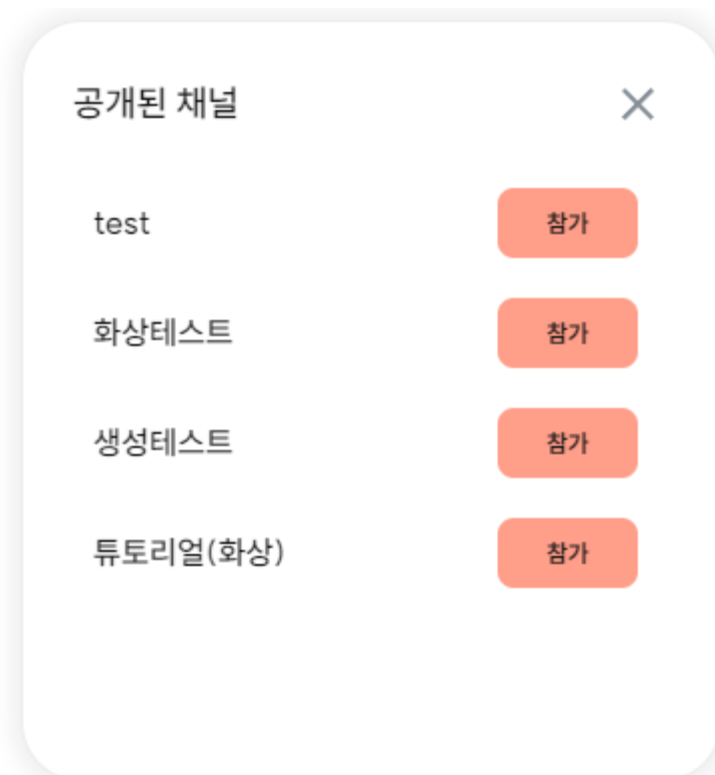 공개된 채널
test 참가
화상테스트 참가
생성테스트 참가
튜토리얼(화상) 참가